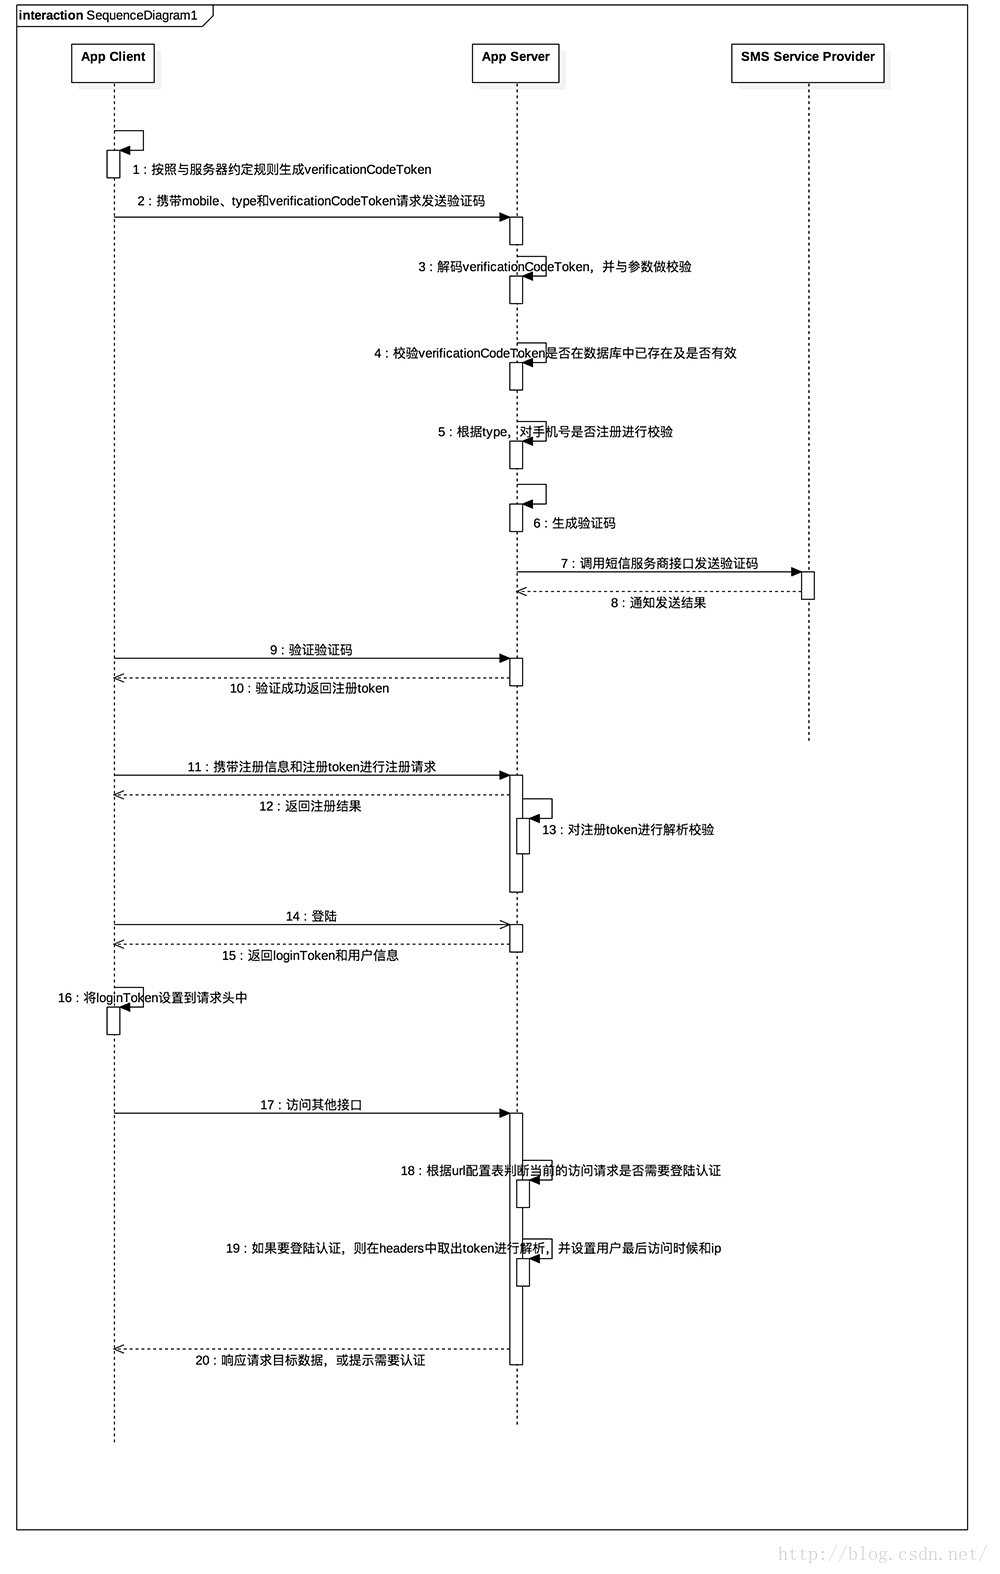 interaction SequenceDiagram1
App Client
App Server
SMS Service Provider
1 : 按照与服务器约定规则生成verificationCodeToken
2 : 携带mobile、type和verificationCodeToken请求发送验证码
3 : 解码verificationCodeToken，并与参数做校验
4 : 校验verificationCodeToken是否在数据库中已存在及是否有效
5 : 根据type，对手机号是否注册进行校验
6 : 生成验证码
7 : 调用短信服务商接口发送验证码
8 : 通知发送结果
9 : 验证验证码
10 : 验证成功返回注册token
11 : 携带注册信息和注册token进行注册请求
12 : 返回注册结果
13 : 对注册token进行解析校验
14 : 登陆
15 : 返回loginToken和用户信息
16 : 将loginToken设置到请求头中
17 : 访问其他接口
18 : 根据url配置表判断当前的访问请求是否需要登陆认证
19 : 如果要登陆认证，则在headers中取出token进行解析，并设置用户最后访问时候和ip
20 : 响应请求目标数据，或提示需要认证
http://blog.csdn.net/